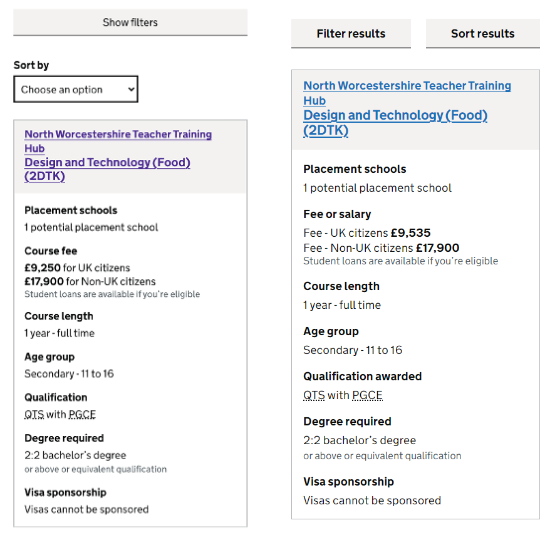 Show filters
Sort by
Choose an option
North Worcestershire Teacher Training
Hub
Design and Technology (Food)
(2DTK)
Placement schools
1 potential placement school
Course fee
£9,250 for UK citizens
£17,900 for Non-UK citizens
Student loans are available if you're eligible
Course length
1 year - full time
Age group
Secondary - 11 to 16
Qualification
QTS with PGCE
Degree required
2:2 bachelor's degree
or above or equivalent qualification
Visa sponsorship
Visas cannot be sponsored
Filter results
Sort results
North Worcestershire Teacher Training
Hub
Design and Technology (Food)
(2DTK)
Placement schools
1 potential placement school
Fee or salary
Fee - UK citizens £9,535
Fee - Non-UK citizens £17,900
Student loans are available if you're eligible
Course length
1 year - full time
Age group
Secondary - 11 to 16
Qualification awarded
QTS with PGCE
Degree required
2:2 bachelor's degree
or above or equivalent qualification
Visa sponsorship
Visas cannot be sponsored